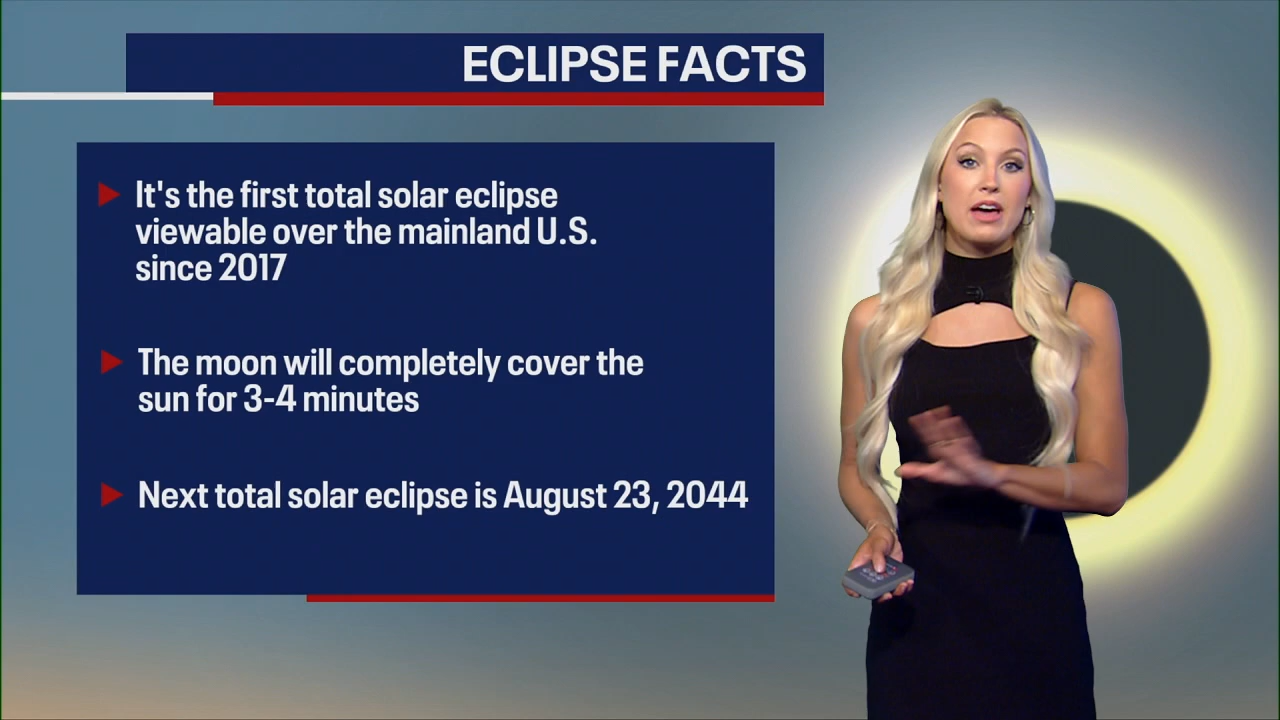 ECLIPSE FACTS
It's the first total solar eclipse
viewable over the mainland U.S.
since 2017
The moon will completely cover the
sun for 3-4 minutes
Next total solar eclipse is August 23, 2044